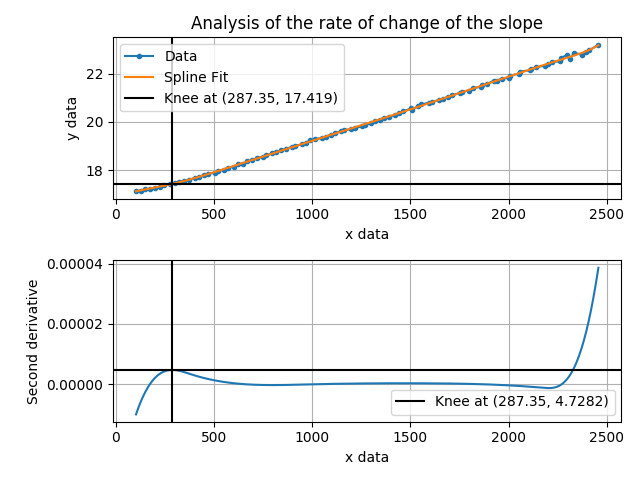 Analysis of the rate of change of the slope
Data
Spline Fit
Knee at (287.35, 17.419)
22
20
18
y data
0 500 1000 1500 2000 2500
x data
0.00004
0.00002
0.00000
Second derivative
Knee at (287.35, 4.7282)
0 500 1000 1500 2000 2500
x data